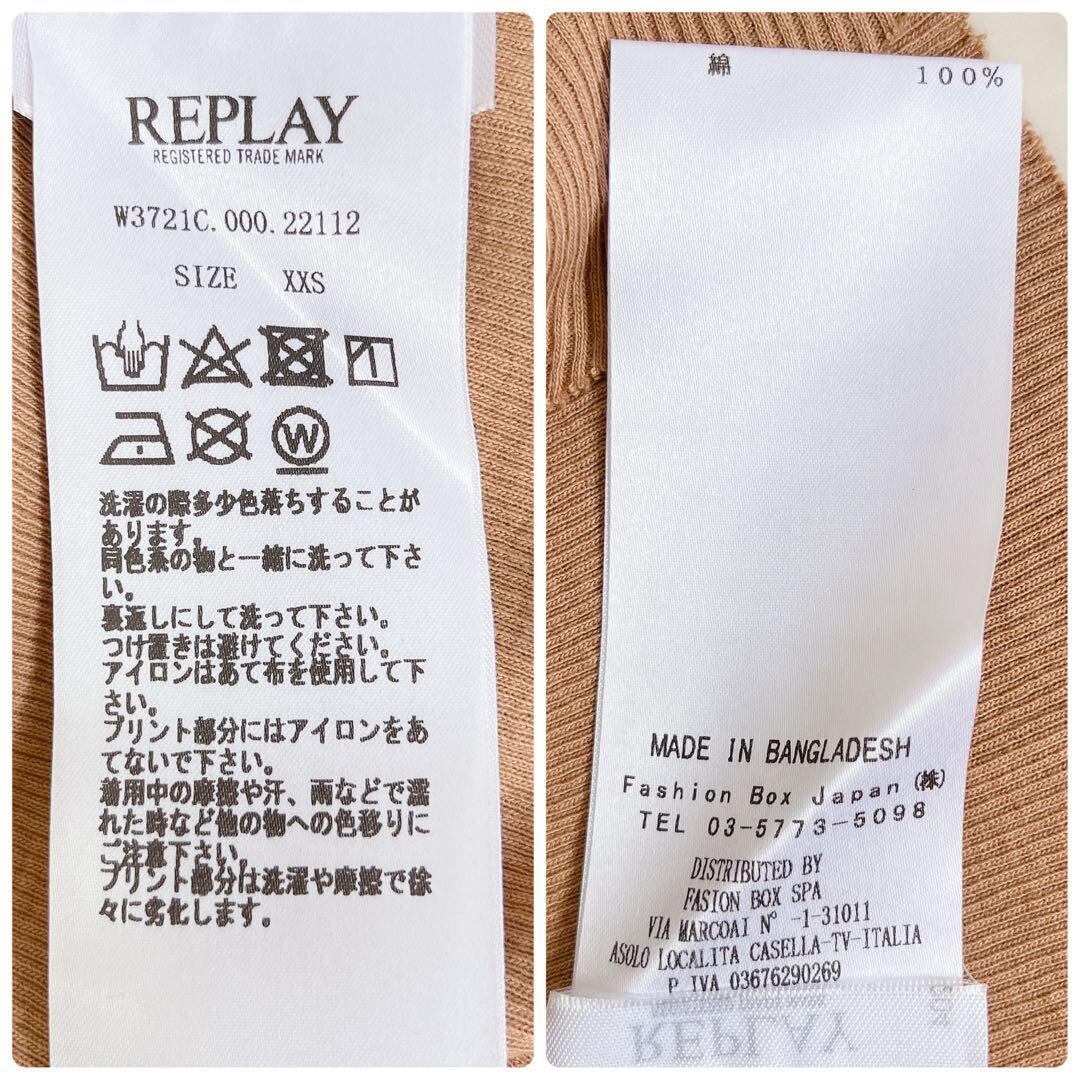 REPLAY
REGISTERED TRADE MARK
W3721C.000.22112
SIZE XXS
W
洗濯の際多少色落ちすることが
あります。
同色系の物と一緒に洗って下さ
い。
裏返しにして洗って下さい。
つけ置きは避けてください。
アイロンはあて布を使用して下
さい。
プリント部分にはアイロンをあ
てないで下さい。
着用中の摩擦や汗、雨などで濡
れた時など他の物への色移りに
ご注意下さい。
プリント部分は洗濯や摩擦で徐
々に劣化します。
綿 100%
MADE IN BANGLADESH
Fashion Box Japan(株)
TEL 03-5773-5098
DISTRIBUTED BY
FASION BOX SPA
VIA MARCOAI N° -1-31011
ASOLO LOCALITA CASELLA-TV-ITALIA
P IVA 03676290269
REPLAY